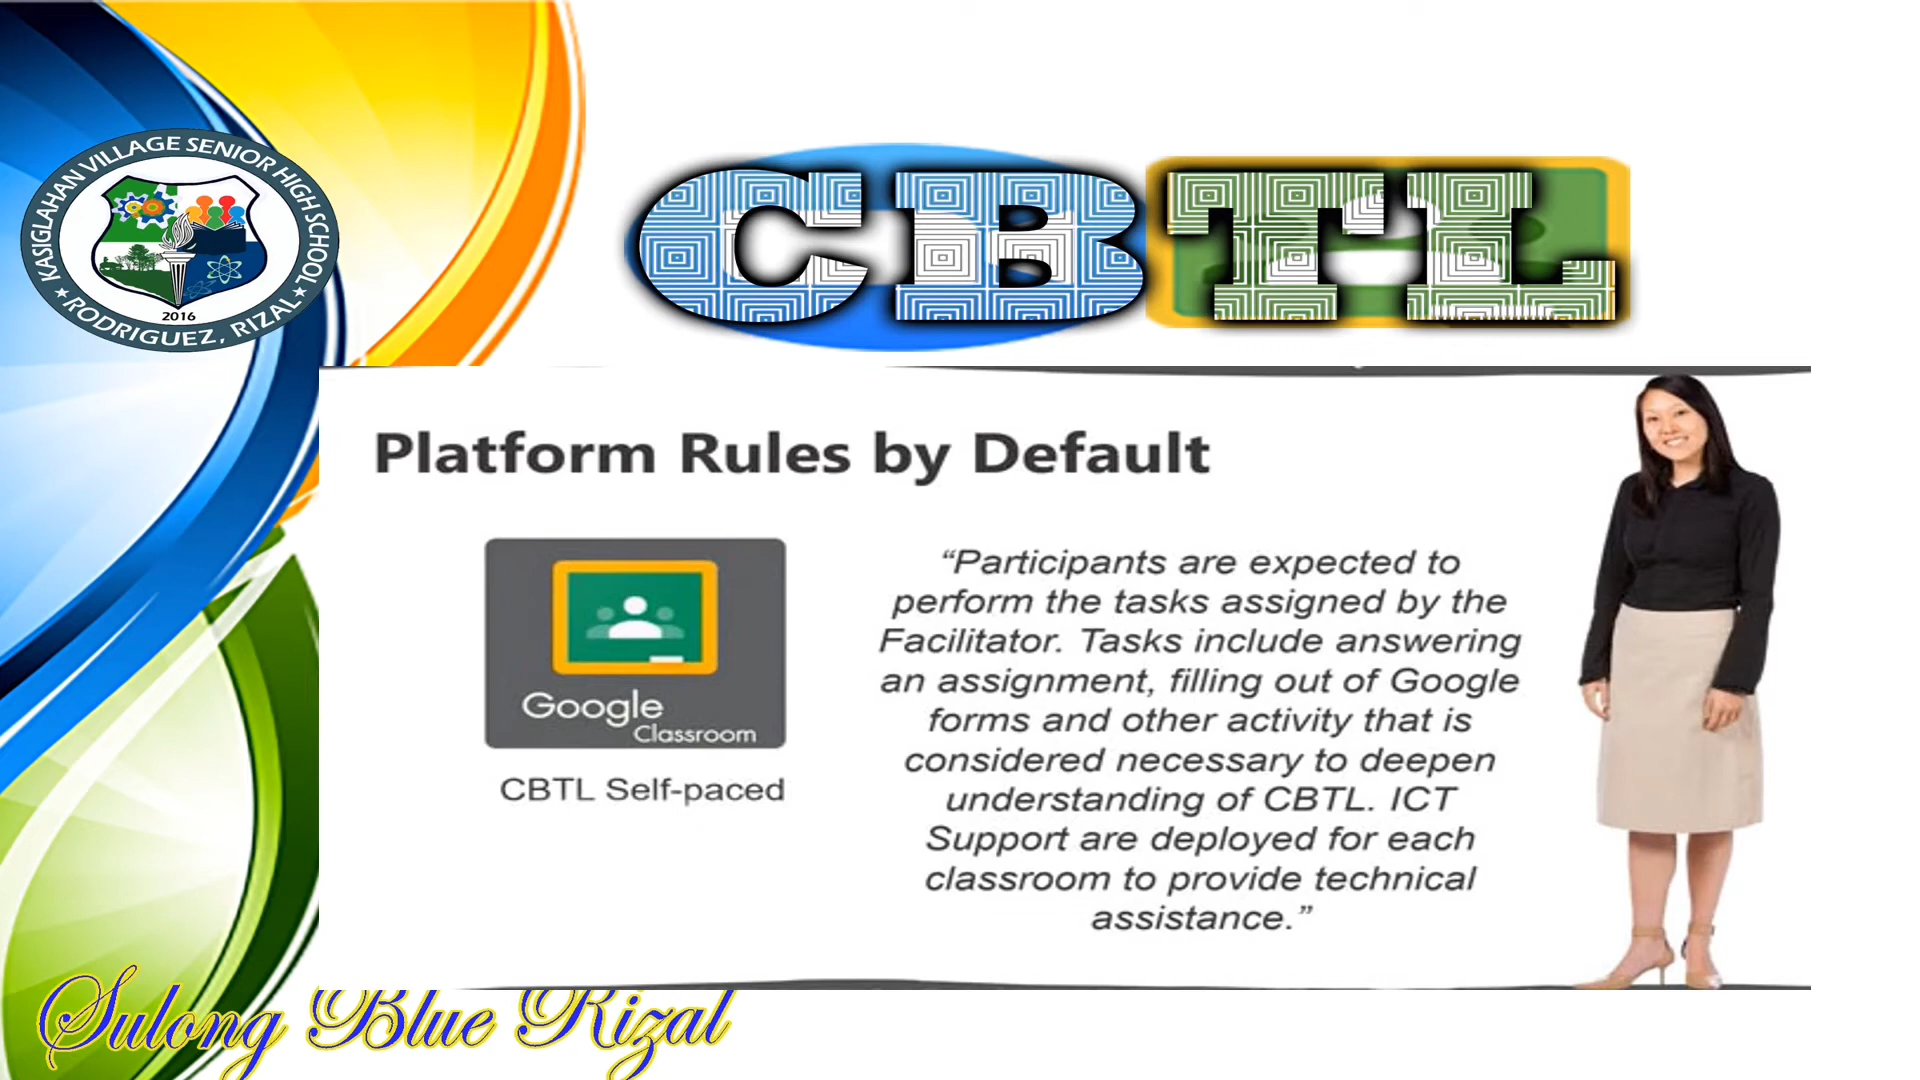 KASIGLAHAN VILLAGE SENIOR HIGH SCHOOL
2016
★ RODRIGUEZ, RIZAL ★
CBTL
Platform Rules by Default
Google
Classroom
CBTL Self-paced
“Participants are expected to
perform the tasks assigned by the
Facilitator. Tasks include answering
an assignment, filling out of Google
forms and other activity that is
considered necessary to deepen
understanding of CBTL. ICT
Support are deployed for each
classroom to provide technical
assistance.”
Sulong Blue Rizal